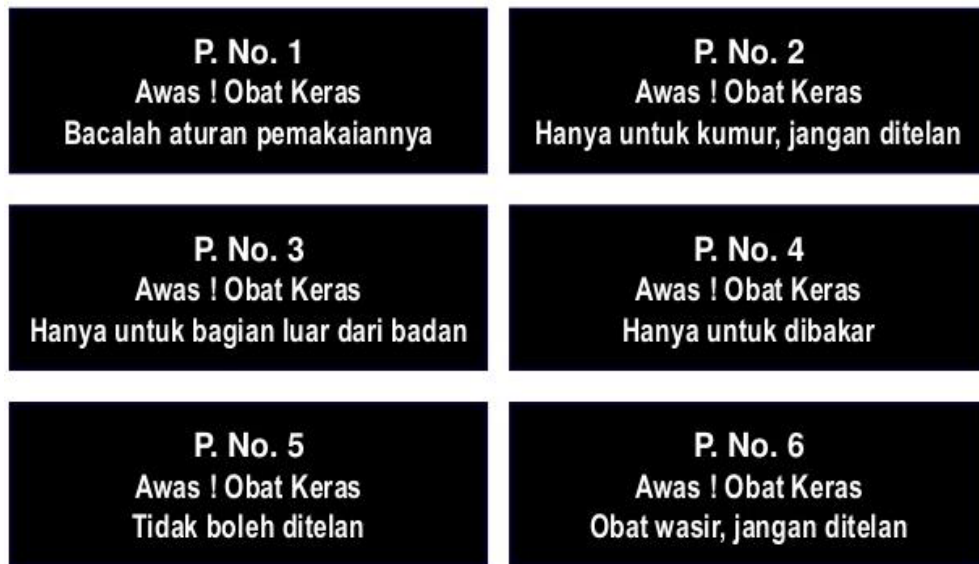 P. No. 1
Awas ! Obat Keras
Bacalah aturan pemakaiannya
P. No. 2
Awas ! Obat Keras
Hanya untuk kumur, jangan ditelan
P. No. 3
Awas ! Obat Keras
Hanya untuk bagian luar dari badan
P. No. 4
Awas ! Obat Keras
Hanya untuk dibakar
P. No. 5
Awas ! Obat Keras
Tidak boleh ditelan
P. No. 6
Awas ! Obat Keras
Obat wasir, jangan ditelan